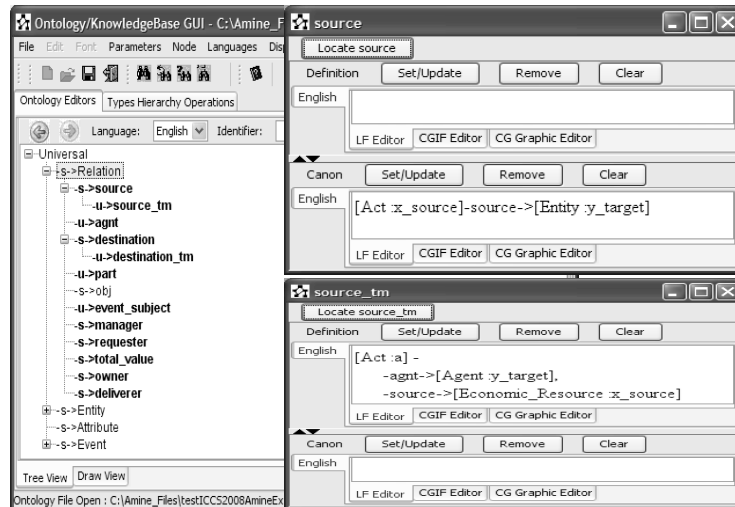 Ontology/KnowledgeBase GUI - C:\Amine_F
File Edit Font Parameters Node Languages Dis
Ontology Editors Types Hierarchy Operations
Language: English Identifier:
Universal
-s->Relation
-s->source
-u->source_tm
-u->agnt
-s->destination
-u->destination_tm
-u->part
-s->obj
-u->event_subject
-s->manager
-s->requester
-s->total_value
-s->owner
-s->deliverer
-s->Entity
-s->Attribute
-s->Event
Tree View Draw View
Ontology File Open : C:\Amine_Files\testICCS2008AmineEx
source
Locate source
Definition Set/Update Remove Clear
English
LF Editor CGIF Editor CG Graphic Editor
Canon Set/Update Remove Clear
English
[Act :x_source]-source->[Entity :y_target]
LF Editor CGIF Editor CG Graphic Editor
source_tm
Locate source_tm
Definition Set/Update Remove Clear
English
[Act :a] -
-agnt->[Agent :y_target],
-source->[Economic_Resource :x_source]
LF Editor CGIF Editor CG Graphic Editor
Canon Set/Update Remove Clear
English
LF Editor CGIF Editor CG Graphic Editor